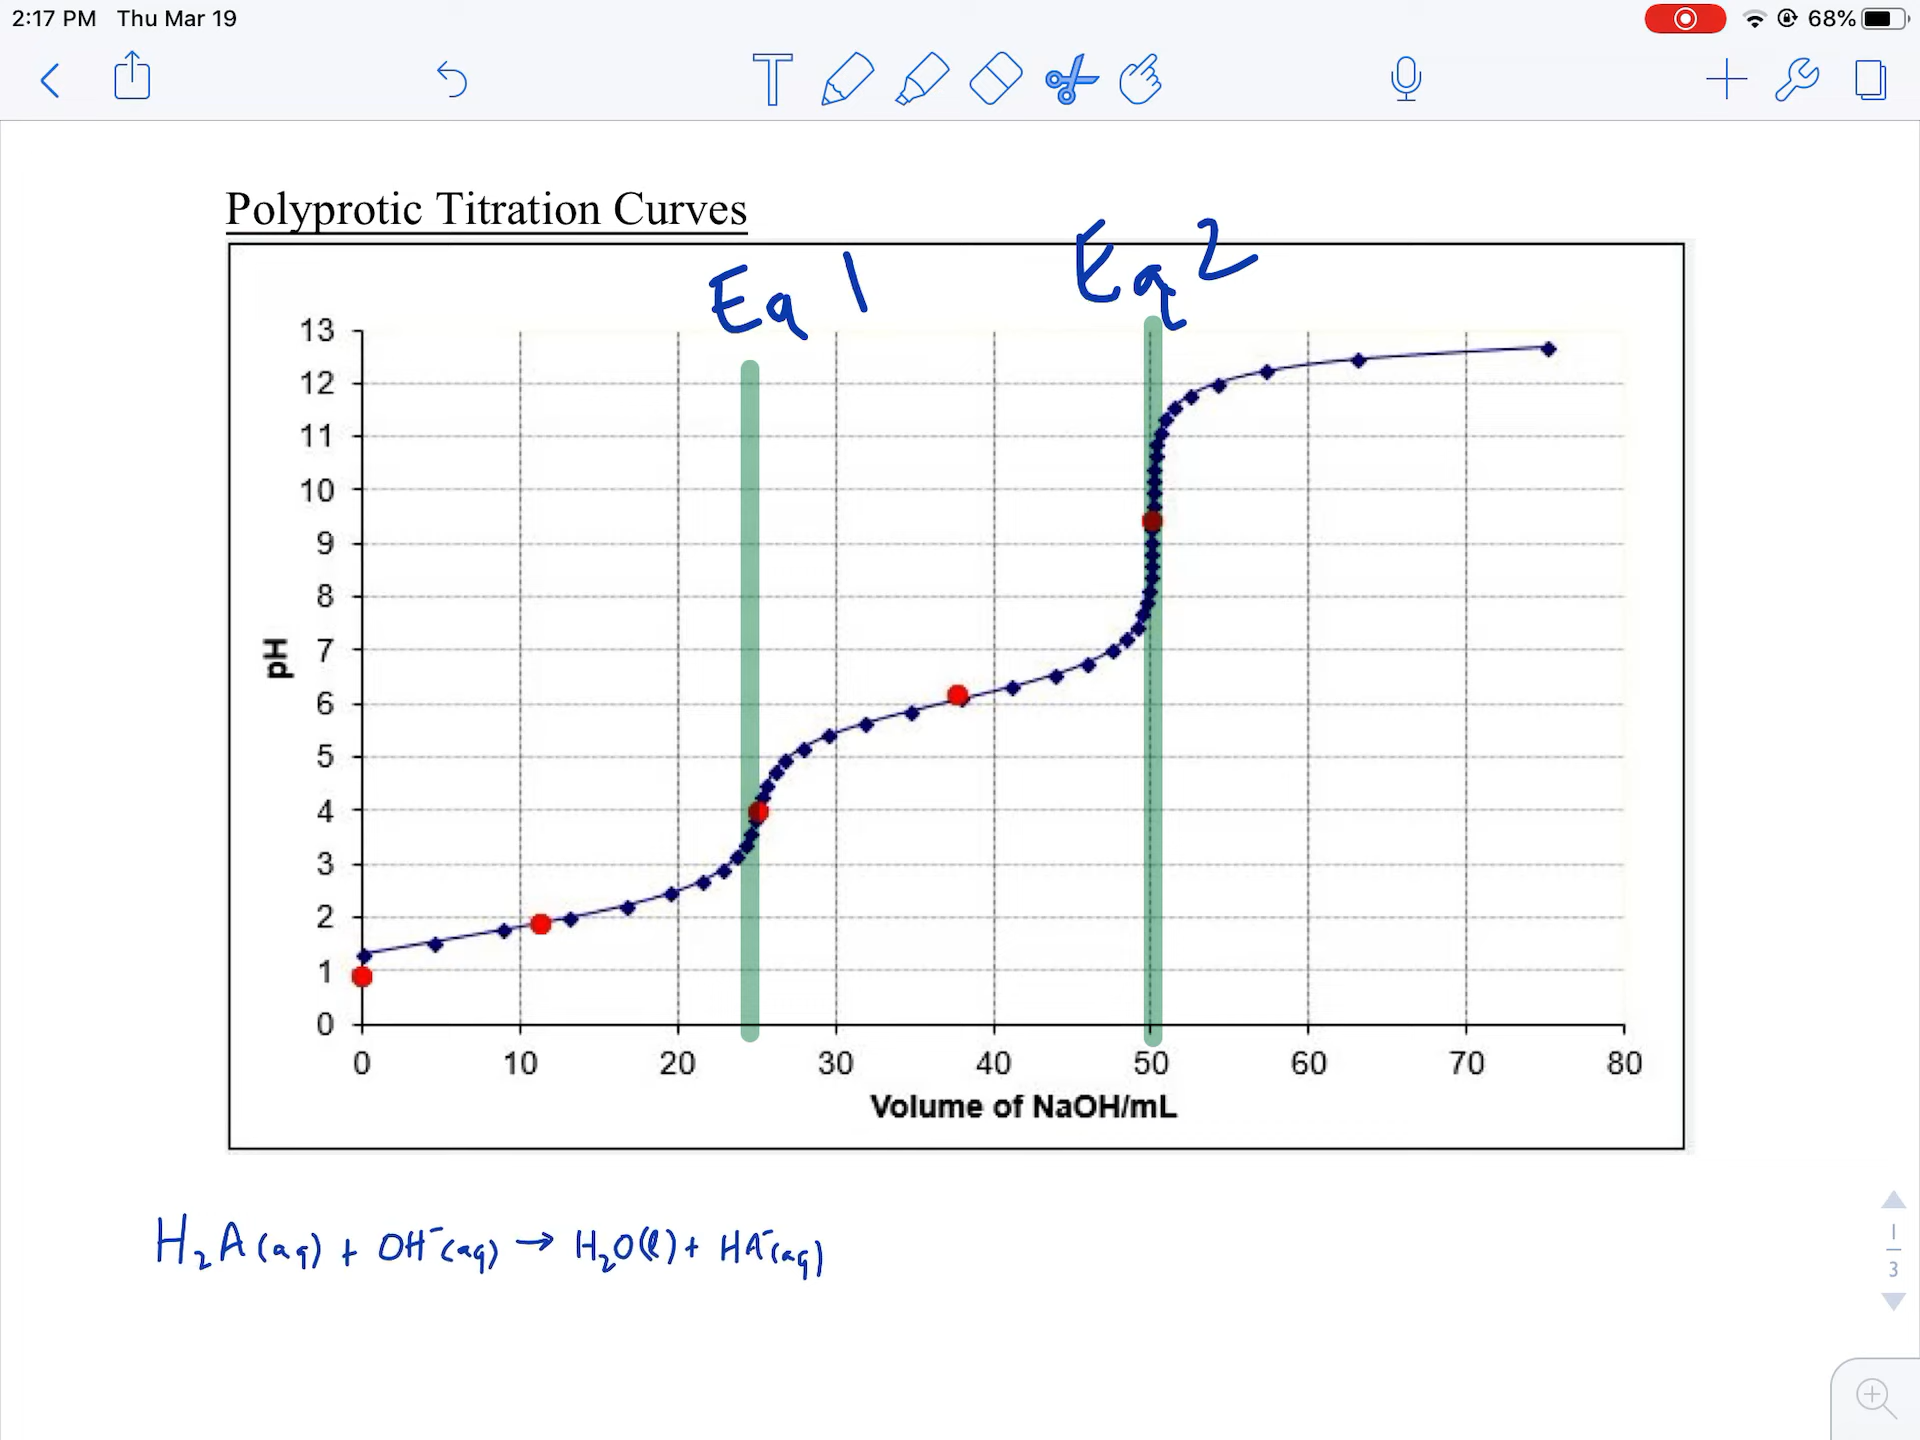 2:17 PM Thu Mar 19
68%
T
Polyprotic Titration Curves
Eq 1
Eq 2
13
12
11
10
9
8
7
6
5
4
3
2
1
0
pH
0 10 20 30 40 50 60 70 80
Volume of NaOH/mL
H₂A(aq) + OH⁻(aq) → H₂O(l) + HA⁻(aq)
1
3